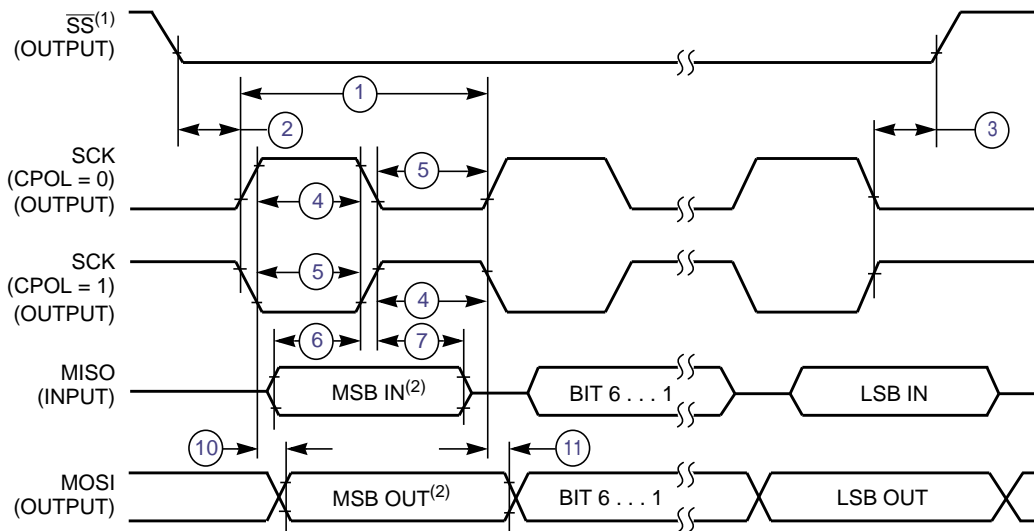 SS(1)
(OUTPUT)
1
2
3
SCK
(CPOL = 0)
(OUTPUT)
5
4
SCK
(CPOL = 1)
(OUTPUT)
5
4
6
7
MISO
(INPUT)
MSB IN(2)
BIT 6 . . . 1
LSB IN
10
11
MOSI
(OUTPUT)
MSB OUT(2)
BIT 6 . . . 1
LSB OUT